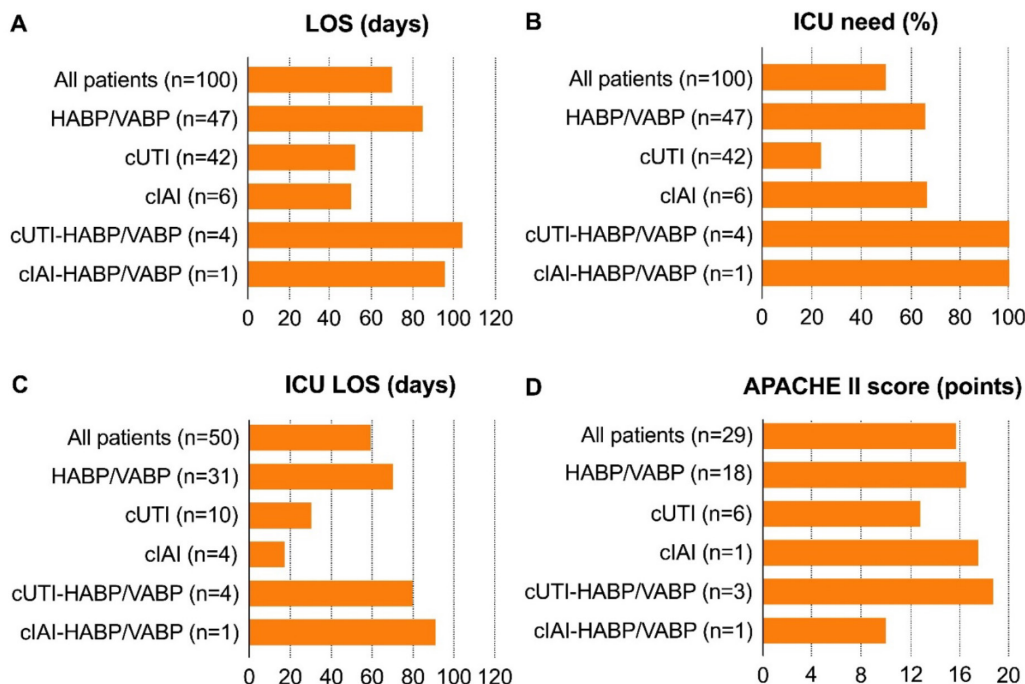 A
LOS (days)
All patients (n=100)
HABP/VABP (n=47)
cUTI (n=42)
cIAI (n=6)
cUTI-HABP/VABP (n=4)
cIAI-HABP/VABP (n=1)
0 20 40 60 80 100 120
B
ICU need (%)
All patients (n=100)
HABP/VABP (n=47)
cUTI (n=42)
cIAI (n=6)
cUTI-HABP/VABP (n=4)
cIAI-HABP/VABP (n=1)
0 20 40 60 80 100
C
ICU LOS (days)
All patients (n=50)
HABP/VABP (n=31)
cUTI (n=10)
cIAI (n=4)
cUTI-HABP/VABP (n=4)
cIAI-HABP/VABP (n=1)
0 20 40 60 80 100 120
D
APACHE II score (points)
All patients (n=29)
HABP/VABP (n=18)
cUTI (n=6)
cIAI (n=1)
cUTI-HABP/VABP (n=3)
cIAI-HABP/VABP (n=1)
0 4 8 12 16 20